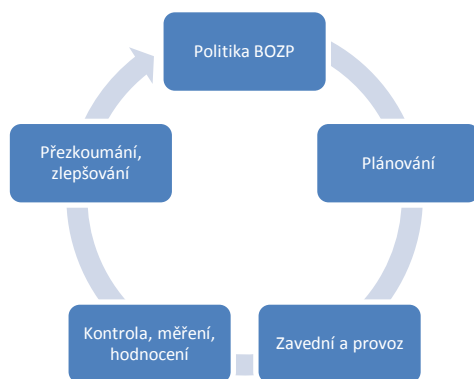 Politika BOZP
Plánování
Zavední a provoz
Kontrola, měření,
hodnocení
Přezkoumání,
zlepšování